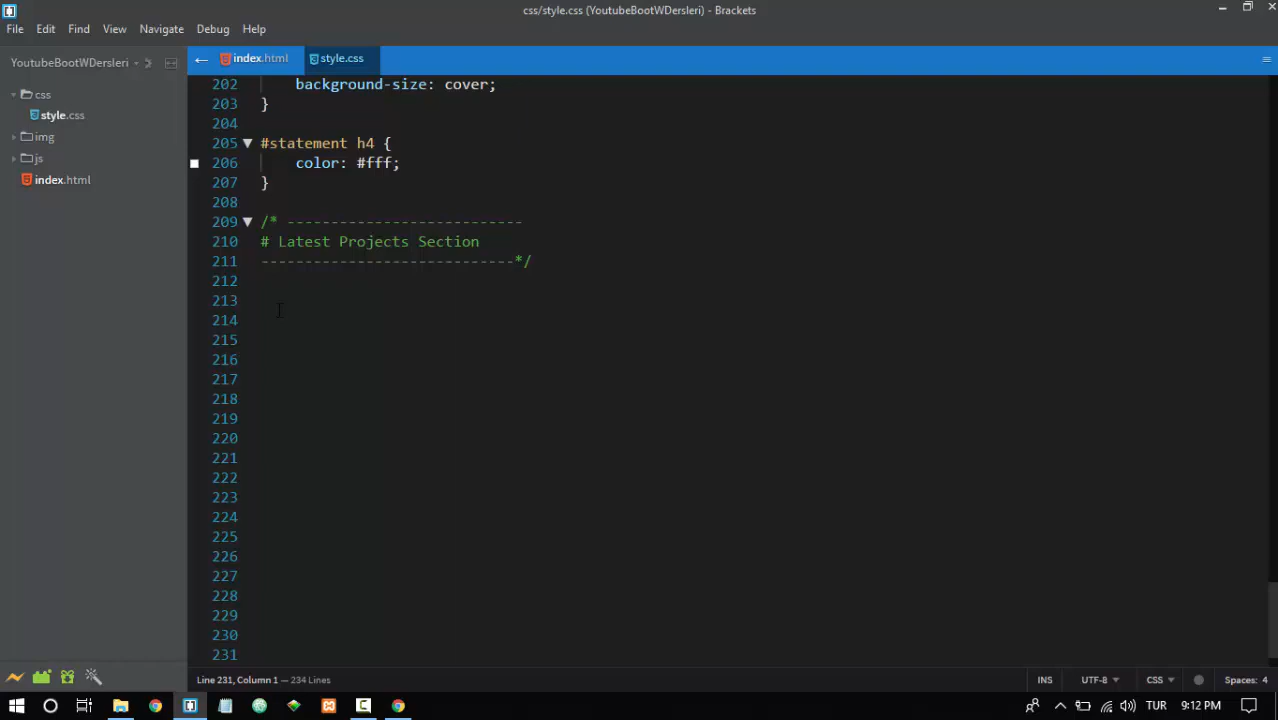 css/style.css (YoutubeBootWDersleri) - Brackets
File Edit Find View Navigate Debug Help
YoutubeBootWDersleri
index.html
style.css
css
style.css
img
js
index.html
202 background-size: cover;
203 }
204
205 #statement h4 {
206 color: #fff;
207 }
208
209 /* ---------------------------
210 # Latest Projects Section
211 -----------------------------*/
212
213
214
215
216
217
218
219
220
221
222
223
224
225
226
227
228
229
230
231
Line 231, Column 1 — 234 Lines
INS UTF-8 CSS Spaces: 4
TUR 9:12 PM